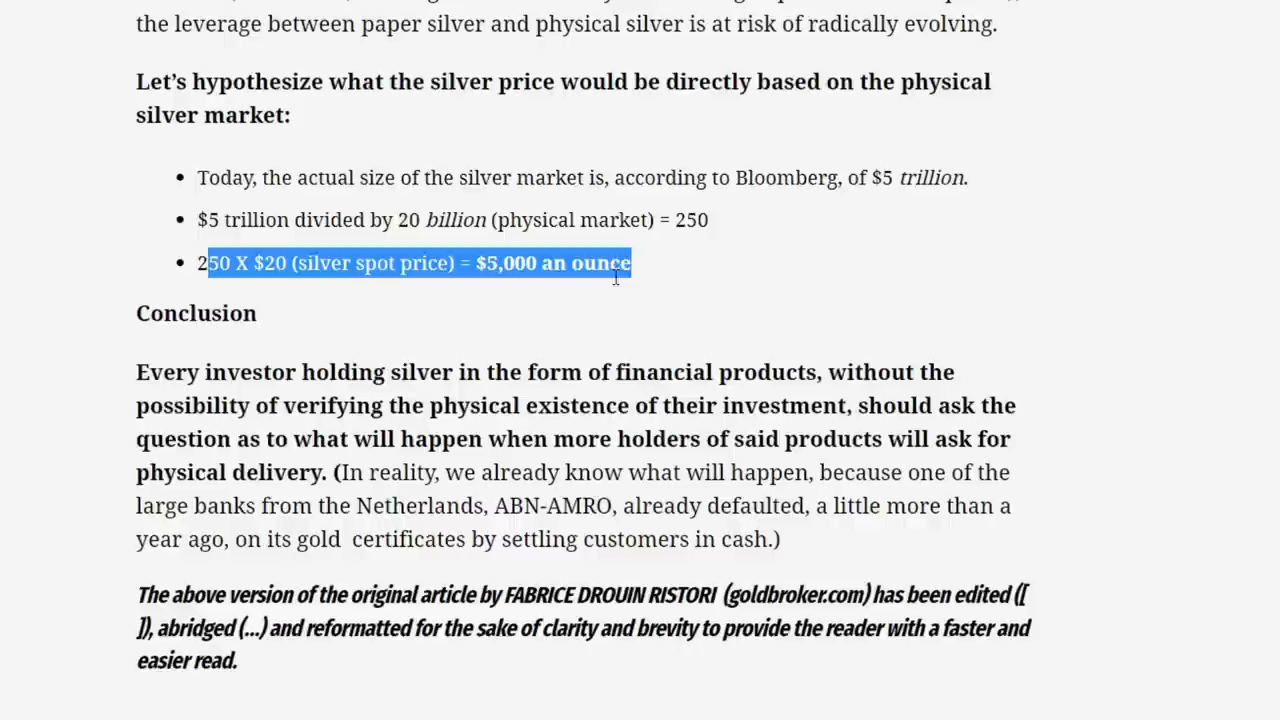 the leverage between paper silver and physical silver is at risk of radically evolving.
Let’s hypothesize what the silver price would be directly based on the physical
silver market:
• Today, the actual size of the silver market is, according to Bloomberg, of $5 trillion.
• $5 trillion divided by 20 billion (physical market) = 250
• 250 X $20 (silver spot price) = $5,000 an ounce
Conclusion
Every investor holding silver in the form of financial products, without the
possibility of verifying the physical existence of their investment, should ask the
question as to what will happen when more holders of said products will ask for
physical delivery. (In reality, we already know what will happen, because one of the
large banks from the Netherlands, ABN-AMRO, already defaulted, a little more than a
year ago, on its gold certificates by settling customers in cash.)
The above version of the original article by FABRICE DROUIN RISTORI (goldbroker.com) has been edited ([
]), abridged (...) and reformatted for the sake of clarity and brevity to provide the reader with a faster and
easier read.